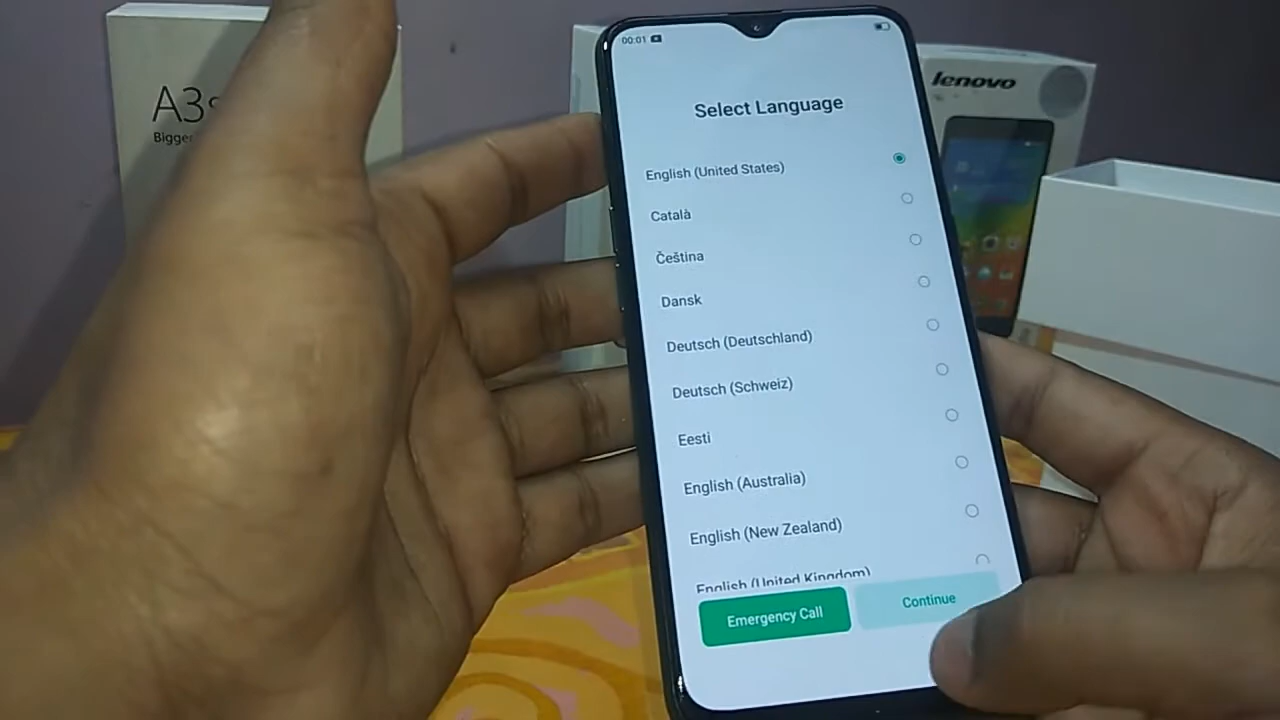 00:01
A3s
Bigger
lenovo
Select Language
English (United States)
Català
Čeština
Dansk
Deutsch (Deutschland)
Deutsch (Schweiz)
Eesti
English (Australia)
English (New Zealand)
English (United Kingdom)
Emergency Call
Continue